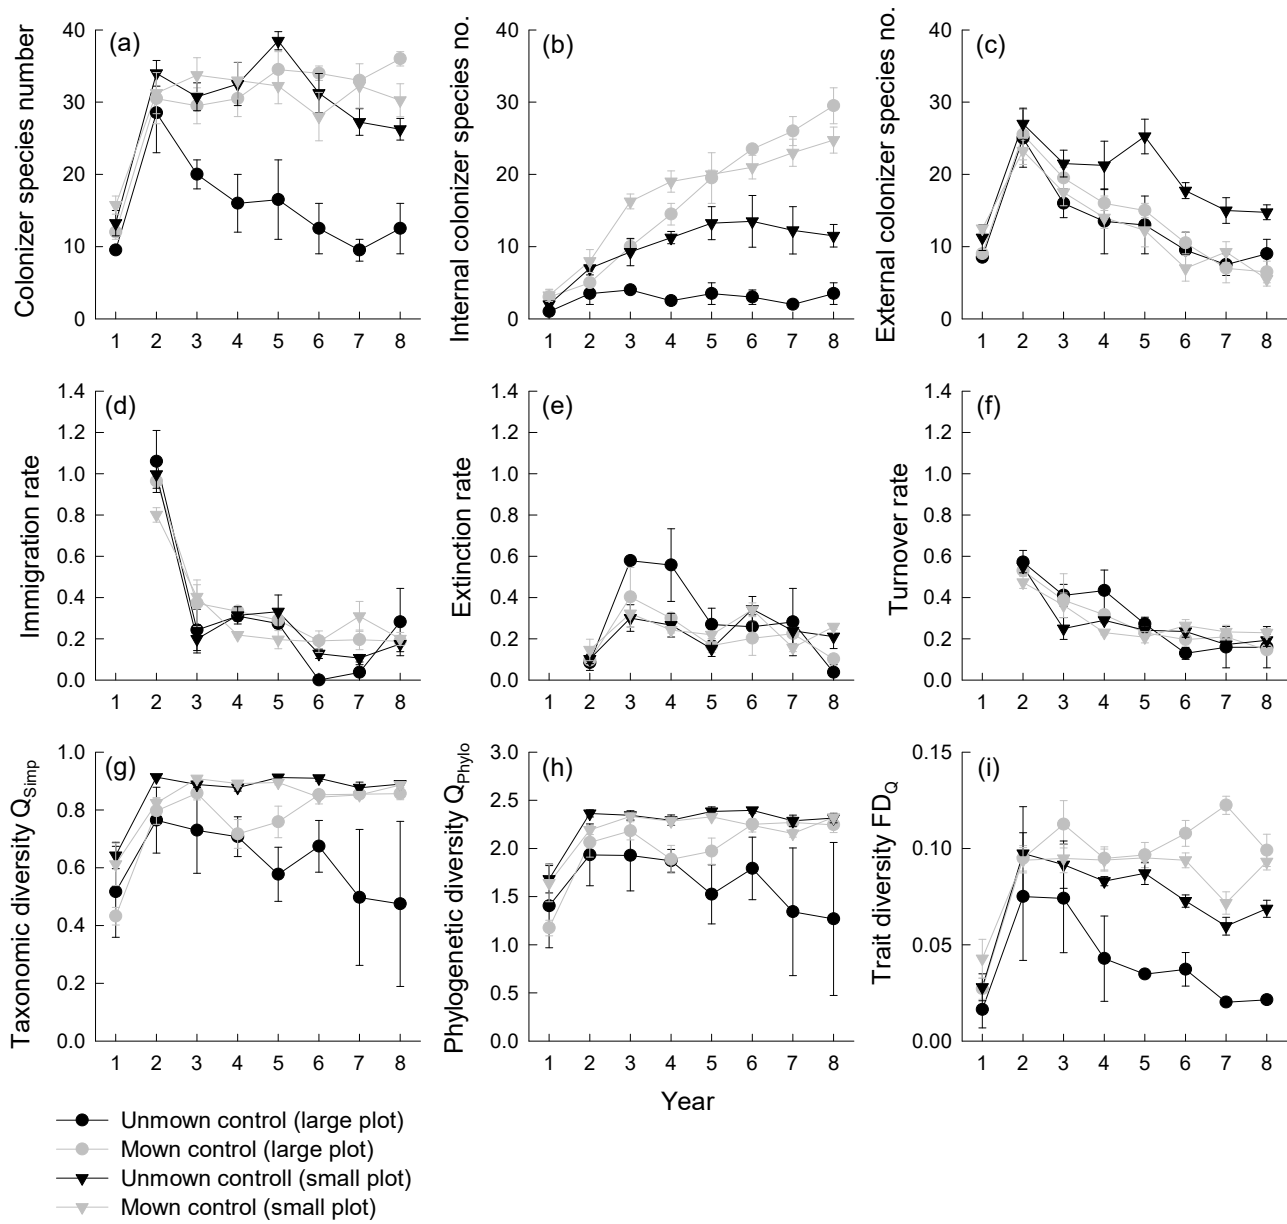 (a)
Colonizer species number
40
30
20
10
0
1 2 3 4 5 6 7 8
(b)
Internal colonizer species no.
40
30
20
10
0
1 2 3 4 5 6 7 8
(c)
External colonizer species no.
40
30
20
10
0
1 2 3 4 5 6 7 8
(d)
Immigration rate
1.4
1.2
1.0
0.8
0.6
0.4
0.2
0.0
1 2 3 4 5 6 7 8
(e)
Extinction rate
1.4
1.2
1.0
0.8
0.6
0.4
0.2
0.0
1 2 3 4 5 6 7 8
(f)
Turnover rate
1.4
1.2
1.0
0.8
0.6
0.4
0.2
0.0
1 2 3 4 5 6 7 8
(g)
Taxonomic diversity Q_Simp
1.0
0.8
0.6
0.4
0.2
0.0
1 2 3 4 5 6 7 8
(h)
Phylogenetic diversity Q_Phylo
3.0
2.5
2.0
1.5
1.0
0.5
0.0
1 2 3 4 5 6 7 8
(i)
Trait diversity FD_Q
0.15
0.10
0.05
0.00
1 2 3 4 5 6 7 8
Year
Unmown control (large plot)
Mown control (large plot)
Unmown controll (small plot)
Mown control (small plot)